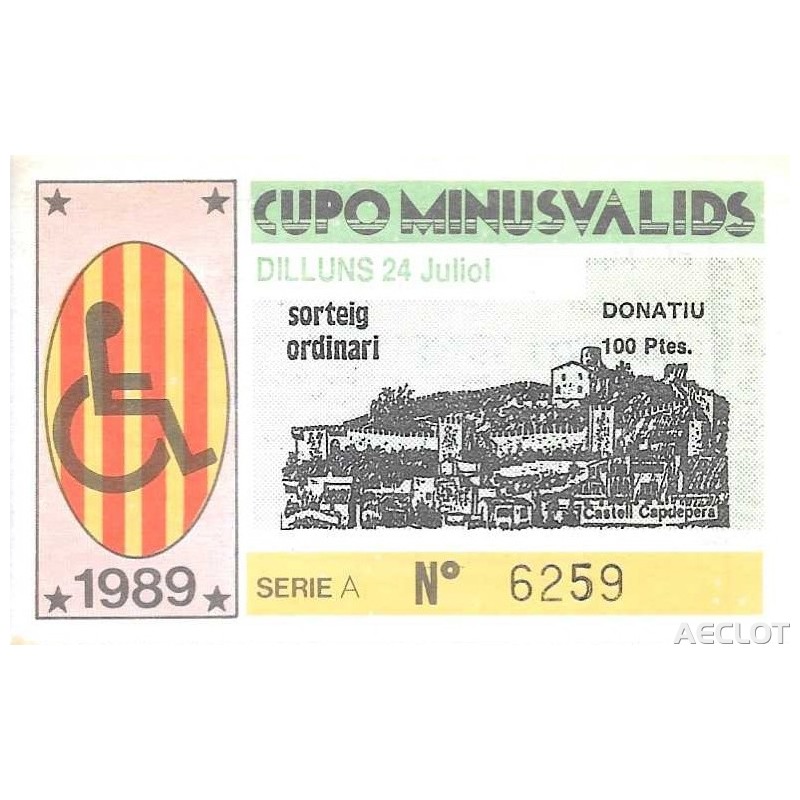 CUPO MINUSVALIDS
DILLUNS 24 Juliol
sorteig
ordinari
DONATIU
100 Ptes.
Castell Capdepera
1989
SERIE A Nº 6259
AECLOT